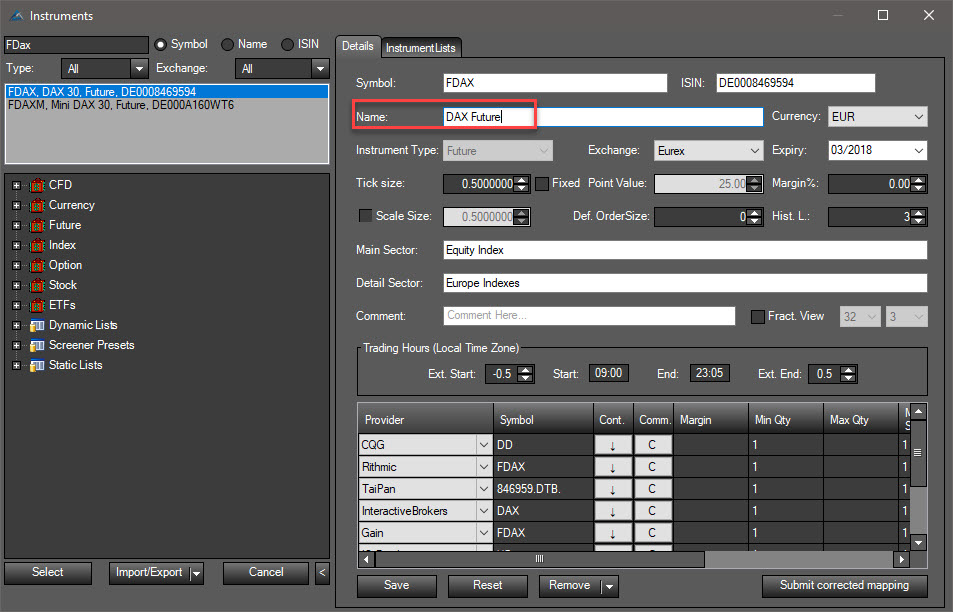 Instruments
FDax Symbol Name ISIN
Type: All Exchange: All
FDAX, DAX 30, Future, DE0008469594
FDAXM, Mini DAX 30, Future, DE000A160WT6
CFD
Currency
Future
Index
Option
Stock
ETFs
Dynamic Lists
Screener Presets
Static Lists
Select Import/Export Cancel <
Details InstrumentLists
Symbol: FDAX ISIN: DE0008469594
Name: DAX Future Currency: EUR
Instrument Type: Future Exchange: Eurex Expiry: 03/2018
Tick size: 0.5000000 Fixed Point Value: 25.00 Margin%: 0.00
Scale Size: 0.5000000 Def. OrderSize: 0 Hist. L.: 3
Main Sector: Equity Index
Detail Sector: Europe Indexes
Comment: Comment Here... Fract. View 32 3
Trading Hours (Local Time Zone)
Ext. Start: -0.5 Start: 09:00 End: 23:05 Ext. End: 0.5
Provider Symbol Cont. Comm. Margin Min Qty Max Qty
CQG DD ↓ C 1 1
Rithmic FDAX ↓ C 1 1
TaiPan 846959.DTB. ↓ C 1 1
InteractiveBrokers DAX ↓ C 1 1
Gain FDAX ↓ C 1 1
Save Reset Remove Submit corrected mapping